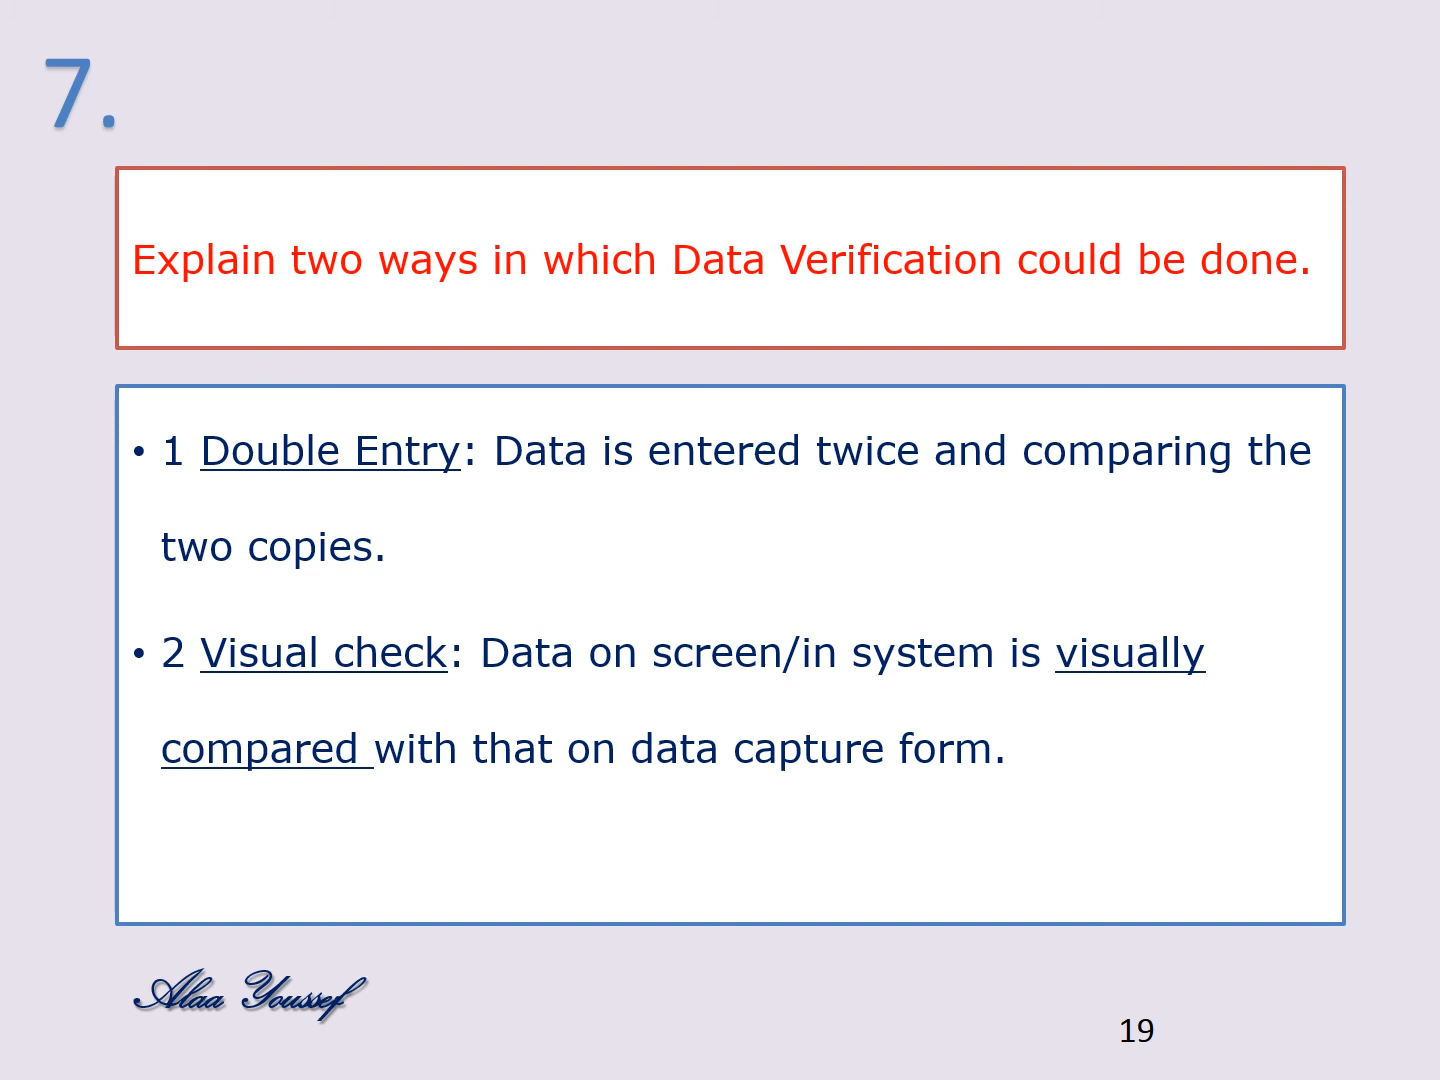 7.
Explain two ways in which Data Verification could be done.
• 1 Double Entry: Data is entered twice and comparing the
two copies.
• 2 Visual check: Data on screen/in system is visually
compared with that on data capture form.
Alaa Youssef
19